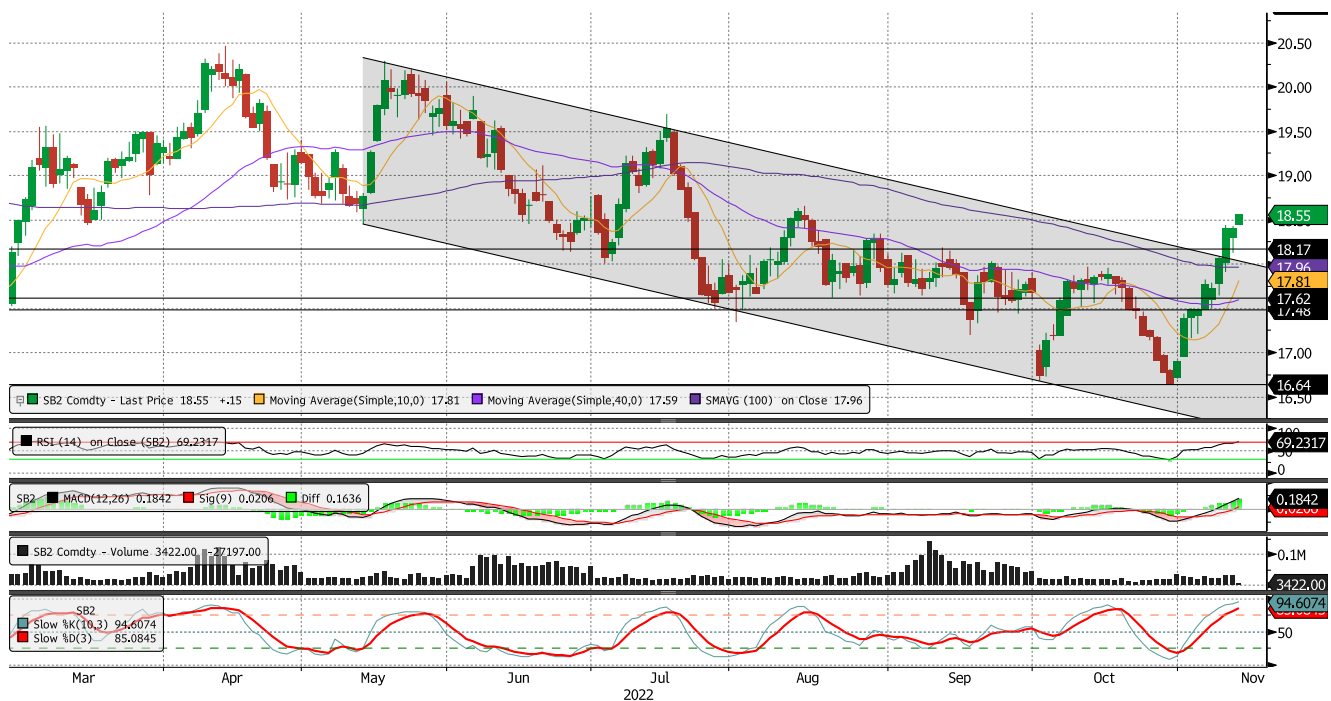 20.50
20.00
19.50
19.00
18.55
18.17
17.96
17.81
17.62
17.48
17.00
16.64
16.50
SB2 Comdty - Last Price 18.55 +.15 Moving Average(Simple,10,0) 17.81 Moving Average(Simple,40,0) 17.59 SMAVG (100) on Close 17.96
RSI (14) on Close (SB2) 69.2317
100
69.2317
50
0
SB2 MACD(12,26) 0.1842 Sig(9) 0.0206 Diff 0.1636
0.1842
0.0206
SB2 Comdty - Volume 3422.00 -27197.00
0.1M
3422.00
SB2
Slow %K(10,3) 94.6074
Slow %D(3) 85.0845
94.6074
50
Mar Apr May Jun Jul Aug Sep Oct Nov
2022